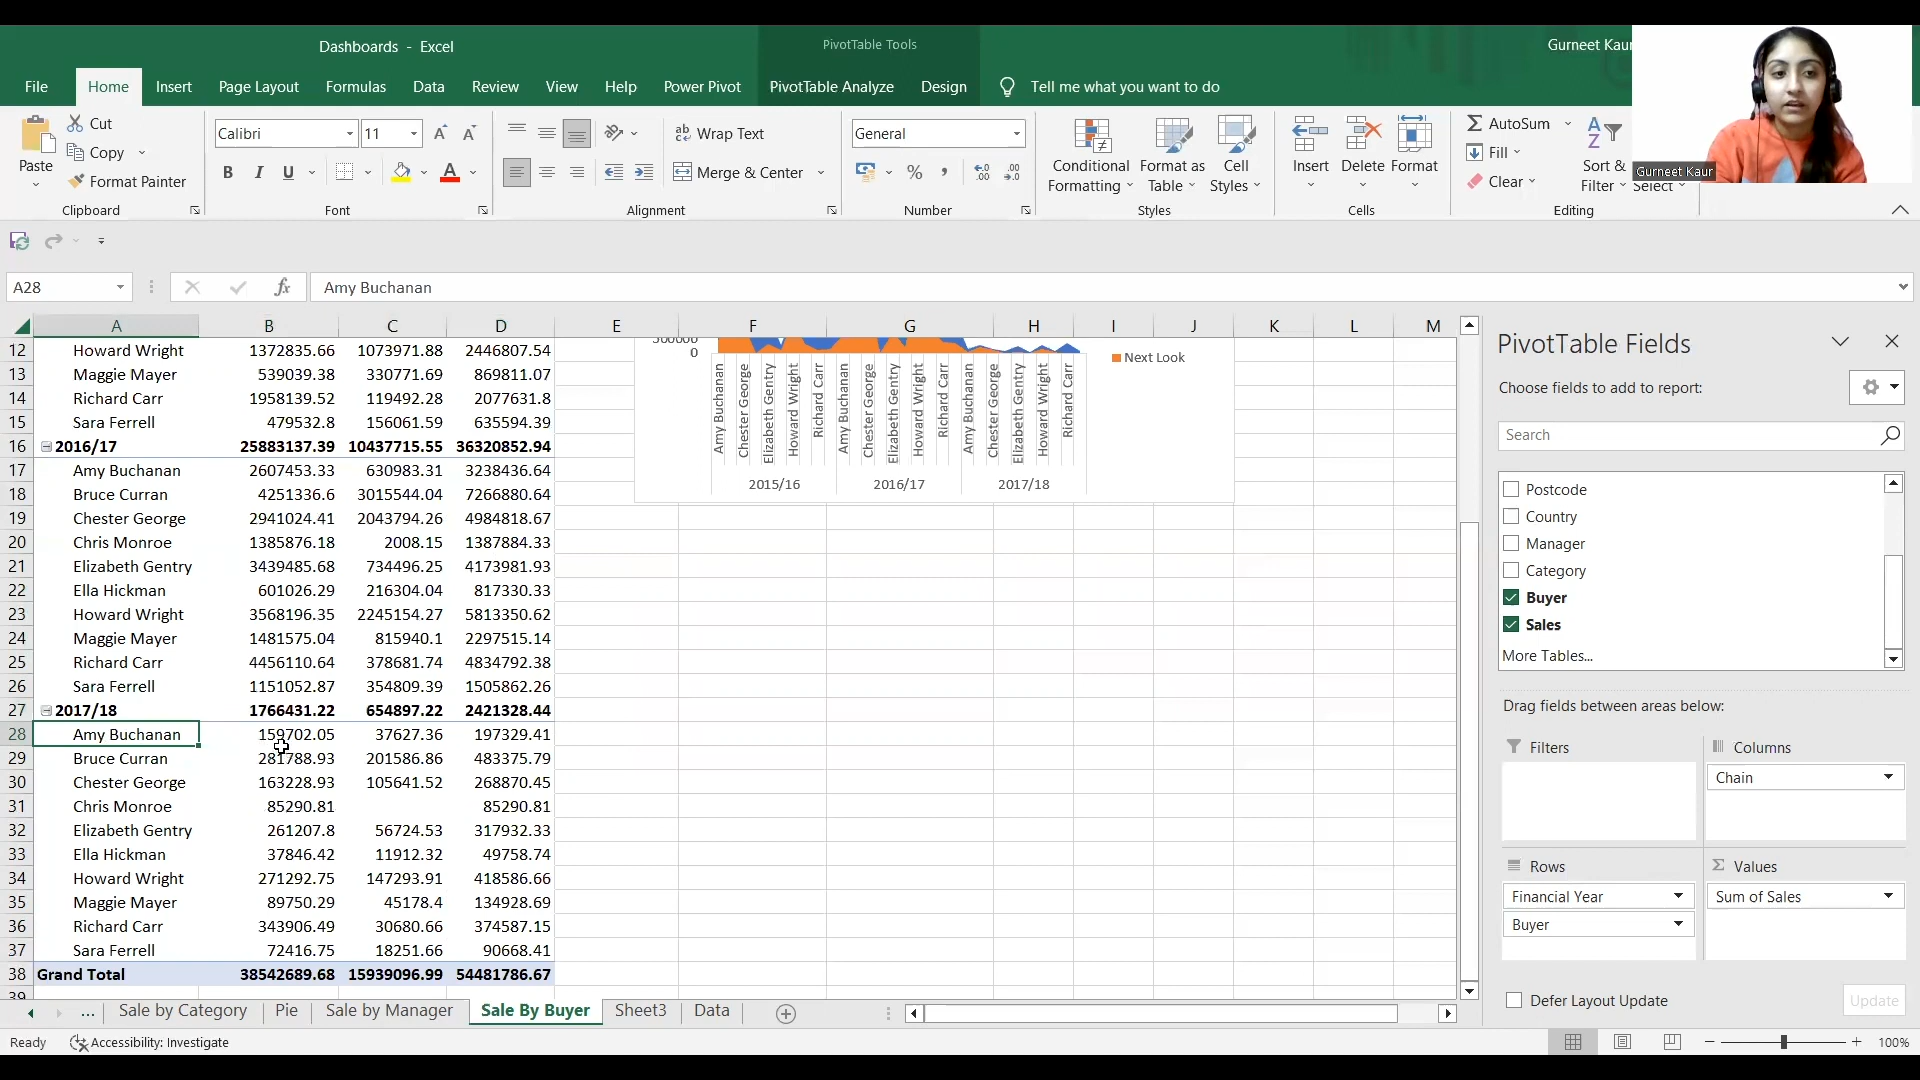 Dashboards - Excel
PivotTable Tools
Gurneet Kaur
File Home Insert Page Layout Formulas Data Review View Help Power Pivot PivotTable Analyze Design Tell me what you want to do
Cut
Copy
Format Painter
Paste
Clipboard
Calibri 11
B I U
Font
Wrap Text
Merge & Center
Alignment
General
Number
Conditional Formatting
Format as Table
Cell Styles
Styles
Insert Delete Format
Cells
AutoSum
Fill
Clear
Sort & Filter
Select
Editing
Gurneet Kaur
A28 fx Amy Buchanan
A B C D E F G H I J K L M
12 Howard Wright 1372835.66 1073971.88 2446807.54
13 Maggie Mayer 539039.38 330771.69 869811.07
14 Richard Carr 1958139.52 119492.28 2077631.8
15 Sara Ferrell 479532.8 156061.59 635594.39
16 2016/17 25883137.39 10437715.55 36320852.94
17 Amy Buchanan 2607453.33 630983.31 3238436.64
18 Bruce Curran 4251336.6 3015544.04 7266880.64
19 Chester George 2941024.41 2043794.26 4984818.67
20 Chris Monroe 1385876.18 2008.15 1387884.33
21 Elizabeth Gentry 3439485.68 734496.25 4173981.93
22 Ella Hickman 601026.29 216304.04 817330.33
23 Howard Wright 3568196.35 2245154.27 5813350.62
24 Maggie Mayer 1481575.04 815940.1 2297515.14
25 Richard Carr 4456110.64 378681.74 4834792.38
26 Sara Ferrell 1151052.87 354809.39 1505862.26
27 2017/18 1766431.22 654897.22 2421328.44
28 Amy Buchanan 159702.05 37627.36 197329.41
29 Bruce Curran 281788.93 201586.86 483375.79
30 Chester George 163228.93 105641.52 268870.45
31 Chris Monroe 85290.81 85290.81
32 Elizabeth Gentry 261207.8 56724.53 317932.33
33 Ella Hickman 37846.42 11912.32 49758.74
34 Howard Wright 271292.75 147293.91 418586.66
35 Maggie Mayer 89750.29 45178.4 134928.69
36 Richard Carr 343906.49 30680.66 374587.15
37 Sara Ferrell 72416.75 18251.66 90668.41
38 Grand Total 38542689.68 15939096.99 54481786.67
39
500000
0
Next Look
Amy Buchanan Chester George Elizabeth Gentry Howard Wright Richard Carr Amy Buchanan Chester George Elizabeth Gentry Howard Wright Richard Carr Amy Buchanan Chester George Elizabeth Gentry Howard Wright Richard Carr
2015/16 2016/17 2017/18
PivotTable Fields
Choose fields to add to report:
Search
Postcode
Country
Manager
Category
Buyer
Sales
More Tables...
Drag fields between areas below:
Filters
Columns
Chain
Rows
Financial Year
Buyer
Values
Sum of Sales
Defer Layout Update
Update
... Sale by Category Pie Sale by Manager Sale By Buyer Sheet3 Data
Ready Accessibility: Investigate
100%